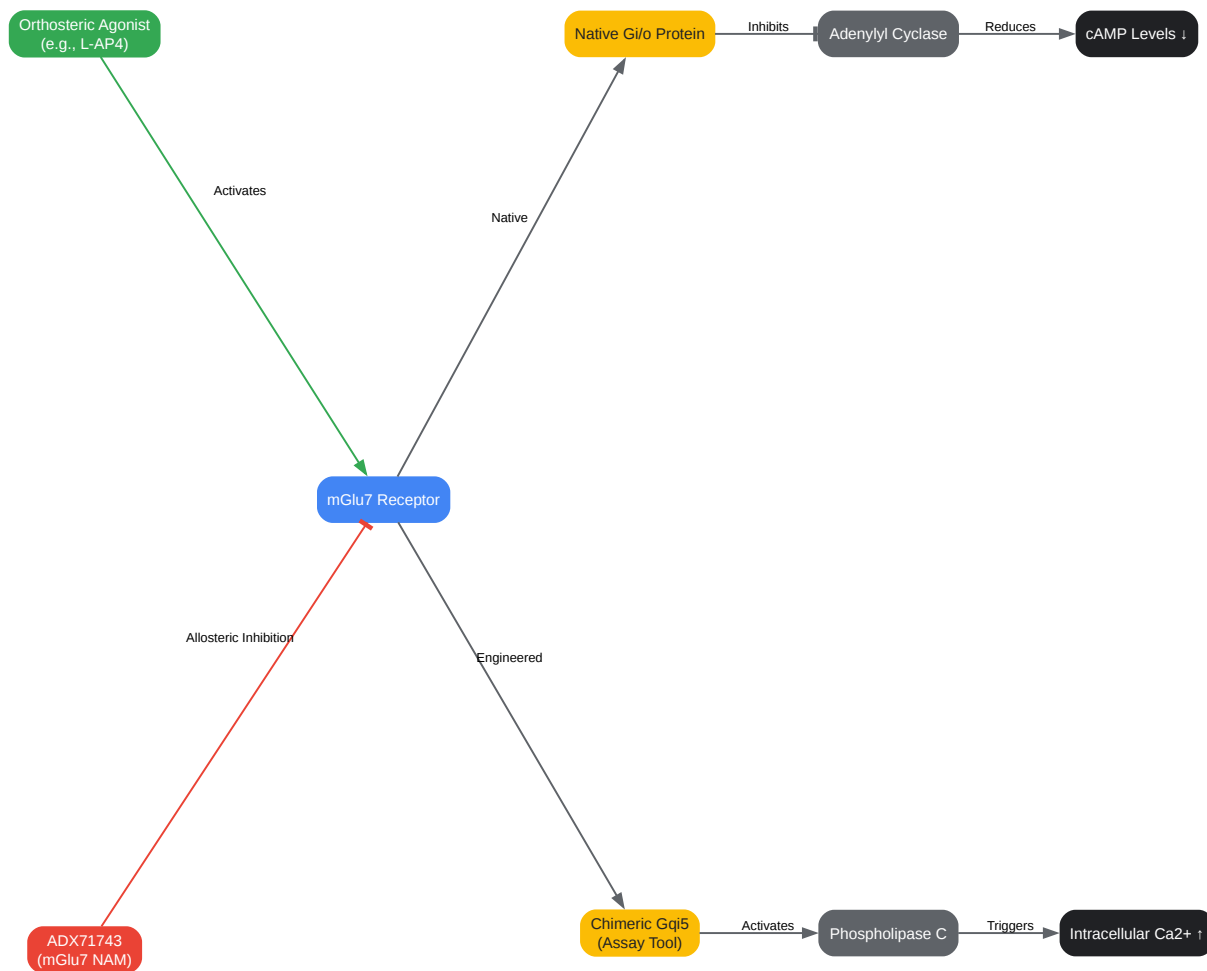 Orthosteric Agonist
(e.g., L-AP4)
Native Gi/o Protein
Inhibits
Adenylyl Cyclase
Reduces
cAMP Levels ↓
Activates
Native
mGlu7 Receptor
Allosteric Inhibition
Engineered
ADX71743
(mGlu7 NAM)
Chimeric Gqi5
(Assay Tool)
Activates
Phospholipase C
Triggers
Intracellular Ca2+ ↑